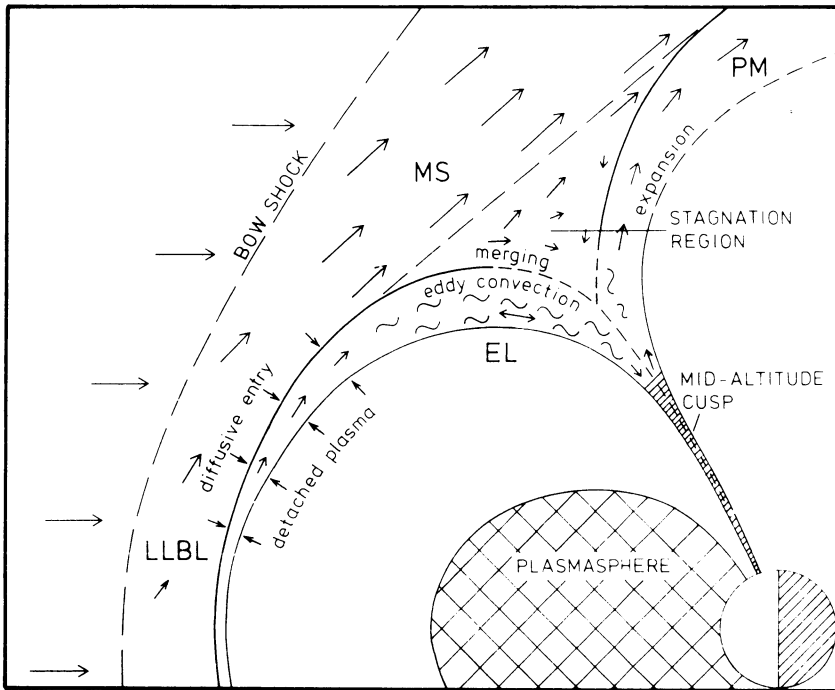 PM
BOW SHOCK
MS
expansion
STAGNATION
REGION
merging
eddy convection
EL
MID-ALTITUDE
CUSP
diffusive entry
detached plasma
LLBL
PLASMASPHERE